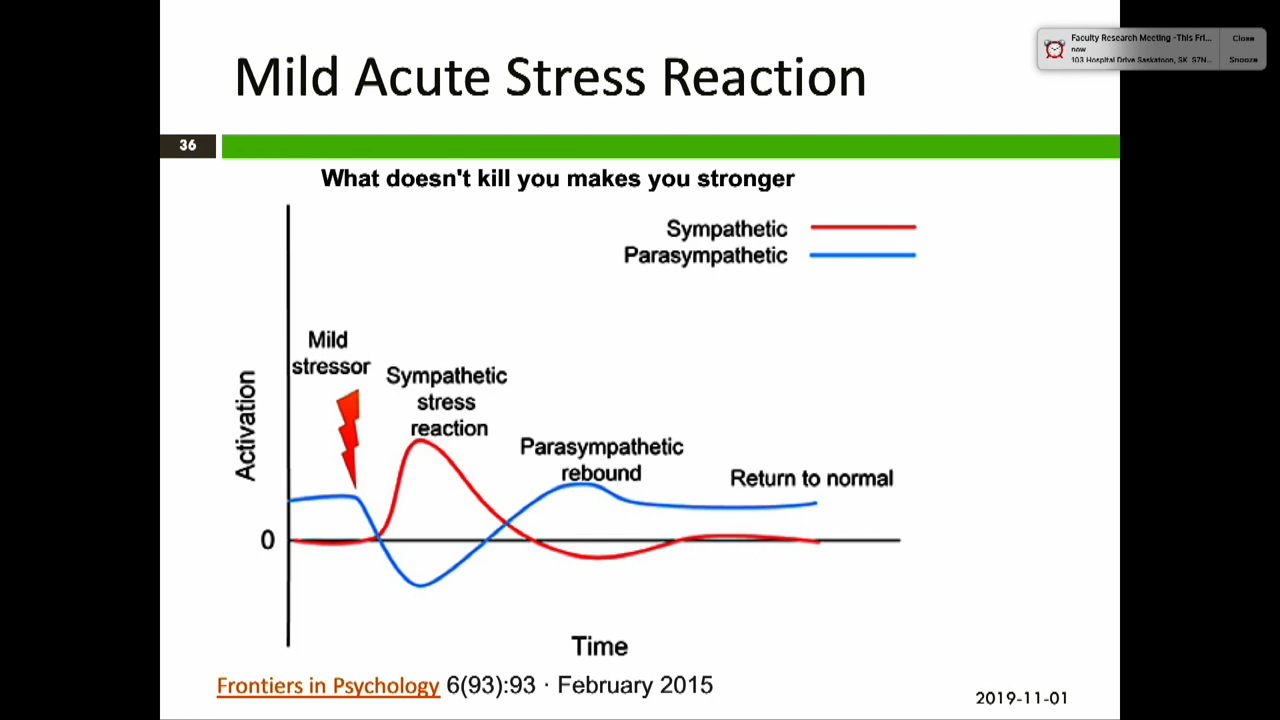 Mild Acute Stress Reaction
Faculty Research Meeting -This Fri...
now
103 Hospital Drive Saskatoon, SK S7N...
Close
Snooze
36
What doesn't kill you makes you stronger
Sympathetic
Parasympathetic
Mild
stressor
Sympathetic
stress
reaction
Parasympathetic
rebound
Return to normal
Activation
0
Time
Frontiers in Psychology 6(93):93 · February 2015
2019-11-01